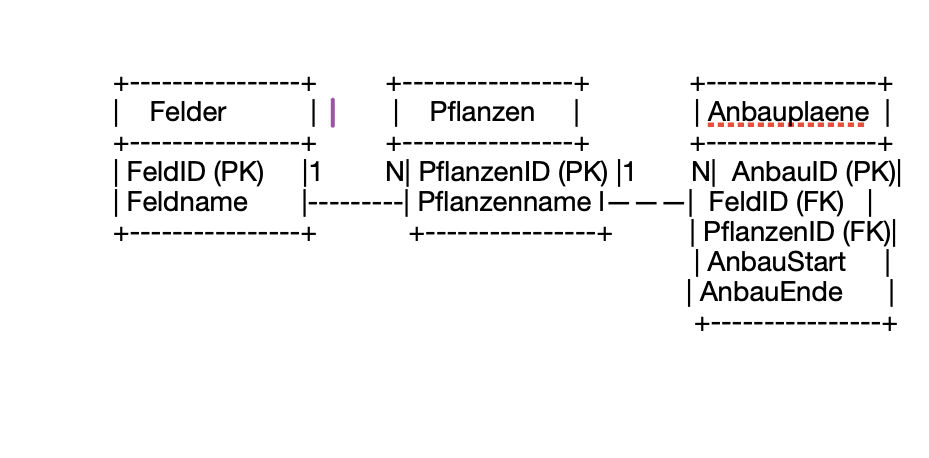 +----------------+ +-----------------+ +---------------+
| Felder | | | Pflanzen | | Anbauplaene |
+----------------+ +-----------------+ +----------------+
| FeldID (PK) |1 N| PflanzenID (PK) |1 N| AnbauID (PK)|
| Feldname |---------| Pflanzenname I— — —| FeldID (FK) |
+----------------+ +----------------+ | PflanzenID (FK)|
| AnbauStart |
| AnbauEnde |
+----------------+